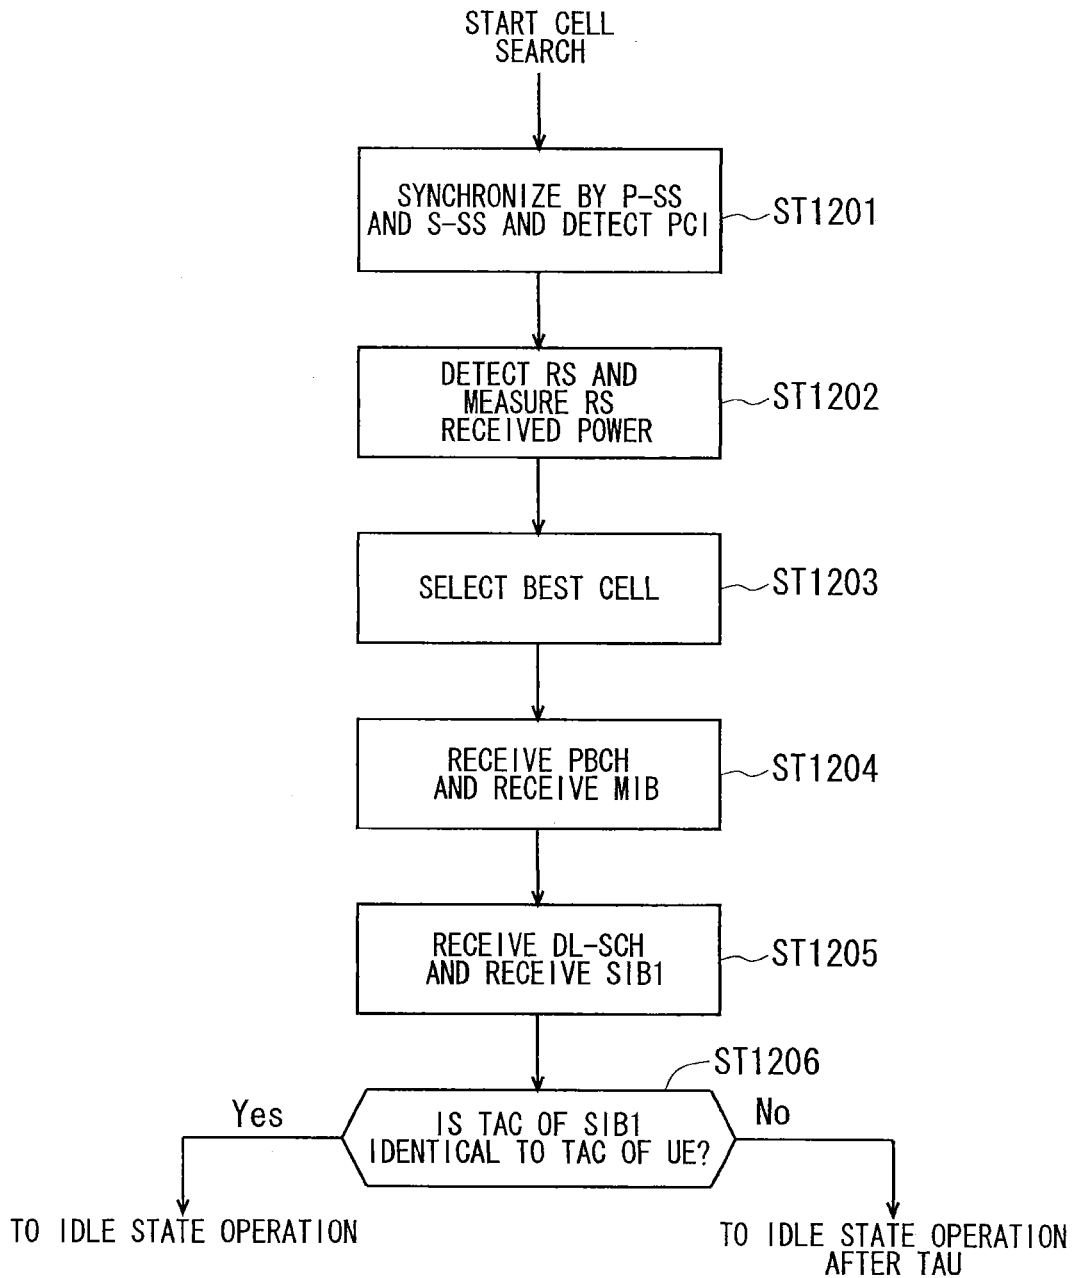 START CELL
SEARCH
SYNCHRONIZE BY P-SS
AND S-SS AND DETECT PCI
ST1201
DETECT RS AND
MEASURE RS
RECEIVED POWER
ST1202
SELECT BEST CELL
ST1203
RECEIVE PBCH
AND RECEIVE MIB
ST1204
RECEIVE DL-SCH
AND RECEIVE SIB1
ST1205
ST1206
IS TAC OF SIB1
IDENTICAL TO TAC OF UE?
Yes
No
TO IDLE STATE OPERATION
TO IDLE STATE OPERATION
AFTER TAU